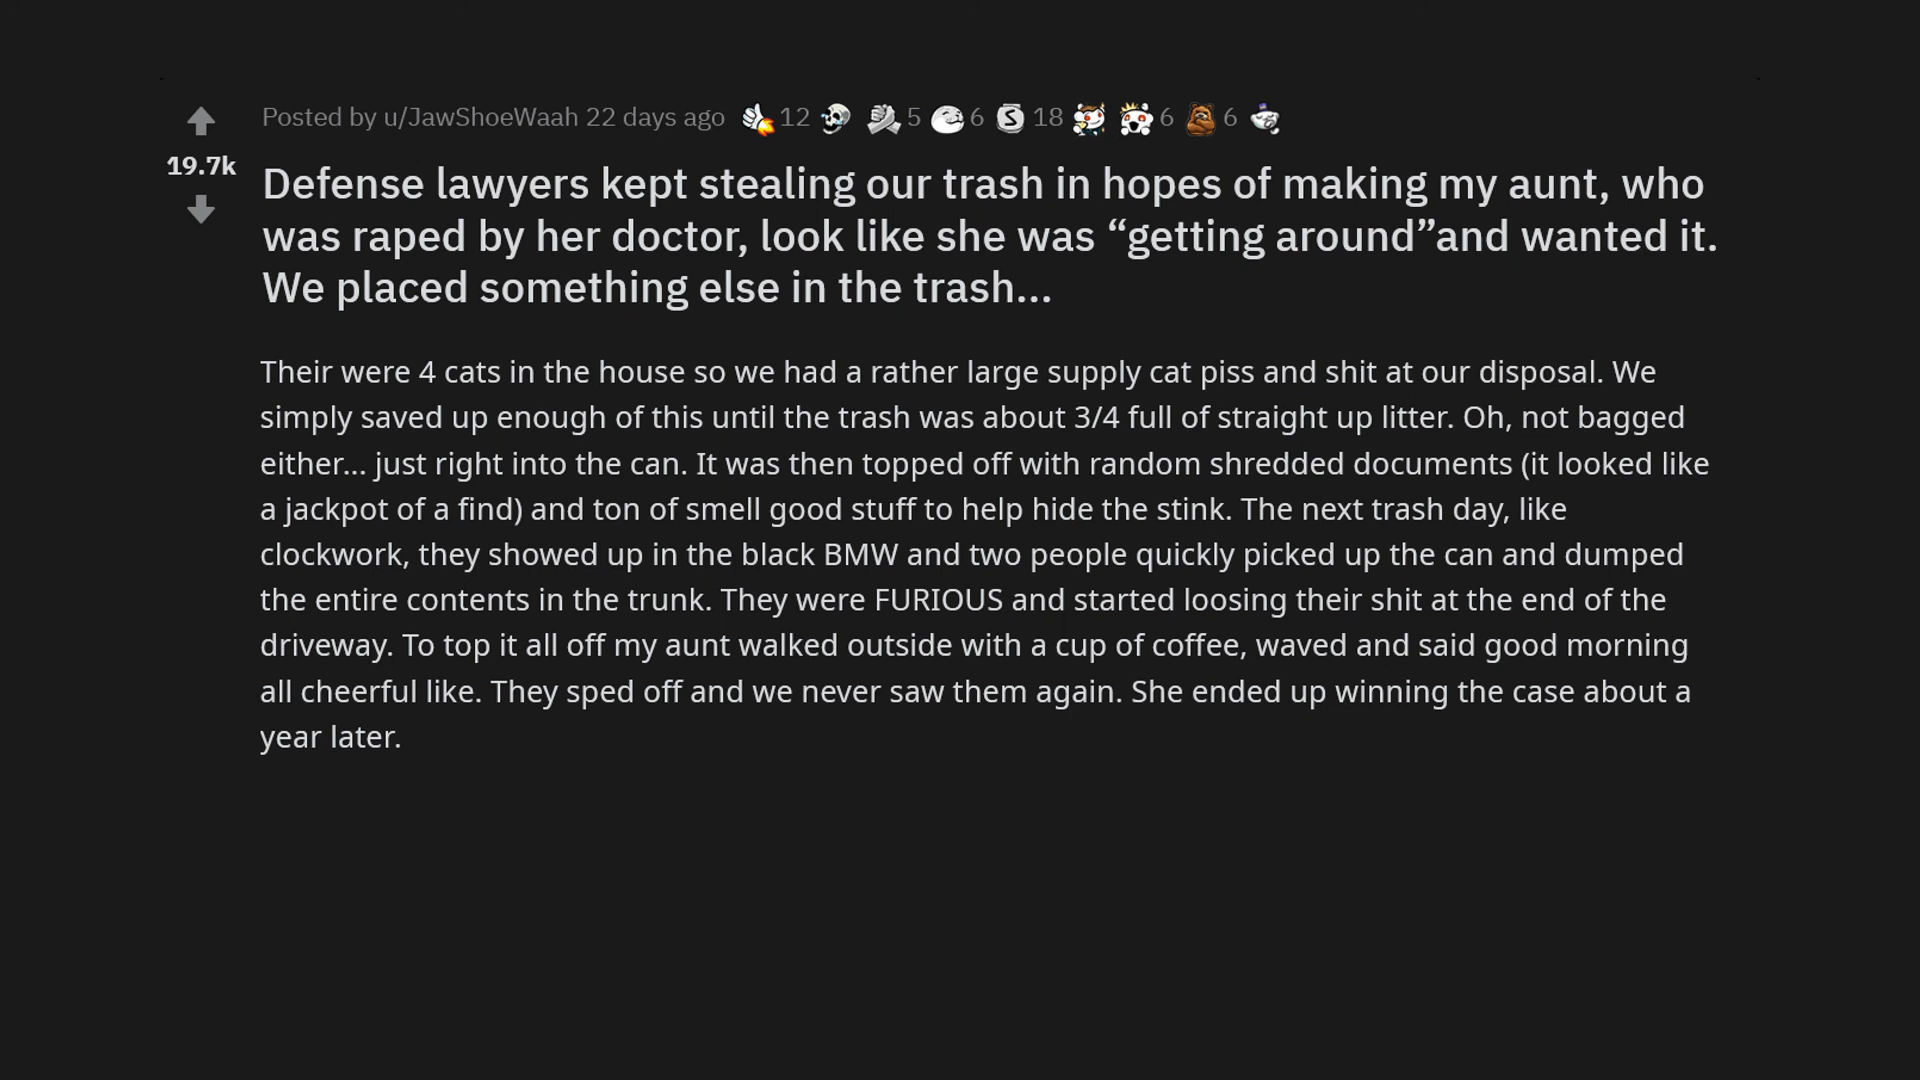 Posted by u/JawShoeWaah 22 days ago 12 5 6 S 18 6 6
19.7k
Defense lawyers kept stealing our trash in hopes of making my aunt, who
was raped by her doctor, look like she was “getting around”and wanted it.
We placed something else in the trash...
Their were 4 cats in the house so we had a rather large supply cat piss and shit at our disposal. We
simply saved up enough of this until the trash was about 3/4 full of straight up litter. Oh, not bagged
either... just right into the can. It was then topped off with random shredded documents (it looked like
a jackpot of a find) and ton of smell good stuff to help hide the stink. The next trash day, like
clockwork, they showed up in the black BMW and two people quickly picked up the can and dumped
the entire contents in the trunk. They were FURIOUS and started loosing their shit at the end of the
driveway. To top it all off my aunt walked outside with a cup of coffee, waved and said good morning
all cheerful like. They sped off and we never saw them again. She ended up winning the case about a
year later.